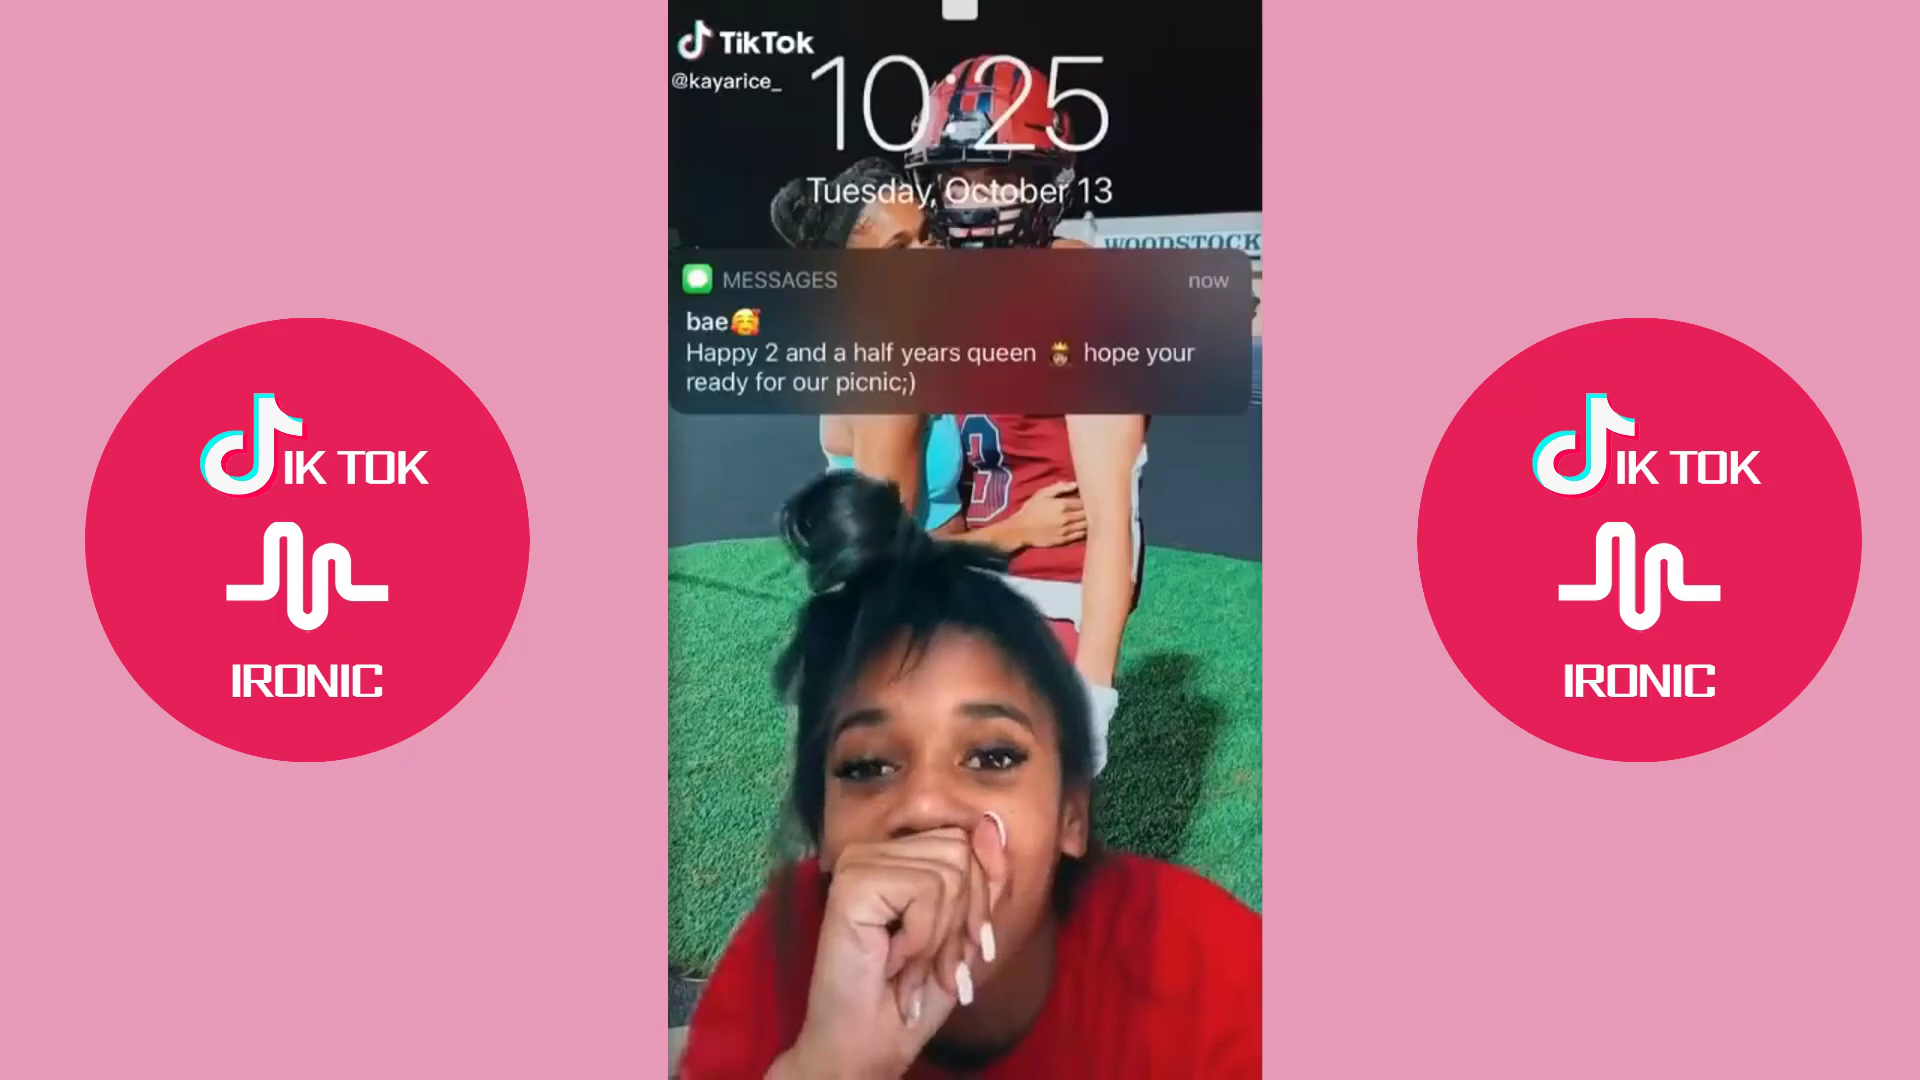 TIK TOK
IRONIC
TikTok
@kayarice_
10:25
Tuesday, October 13
WOODSTOCK
MESSAGES
now
bae🥰
Happy 2 and a half years queen 👸🏽 hope your
ready for our picnic;)
8
TIK TOK
IRONIC